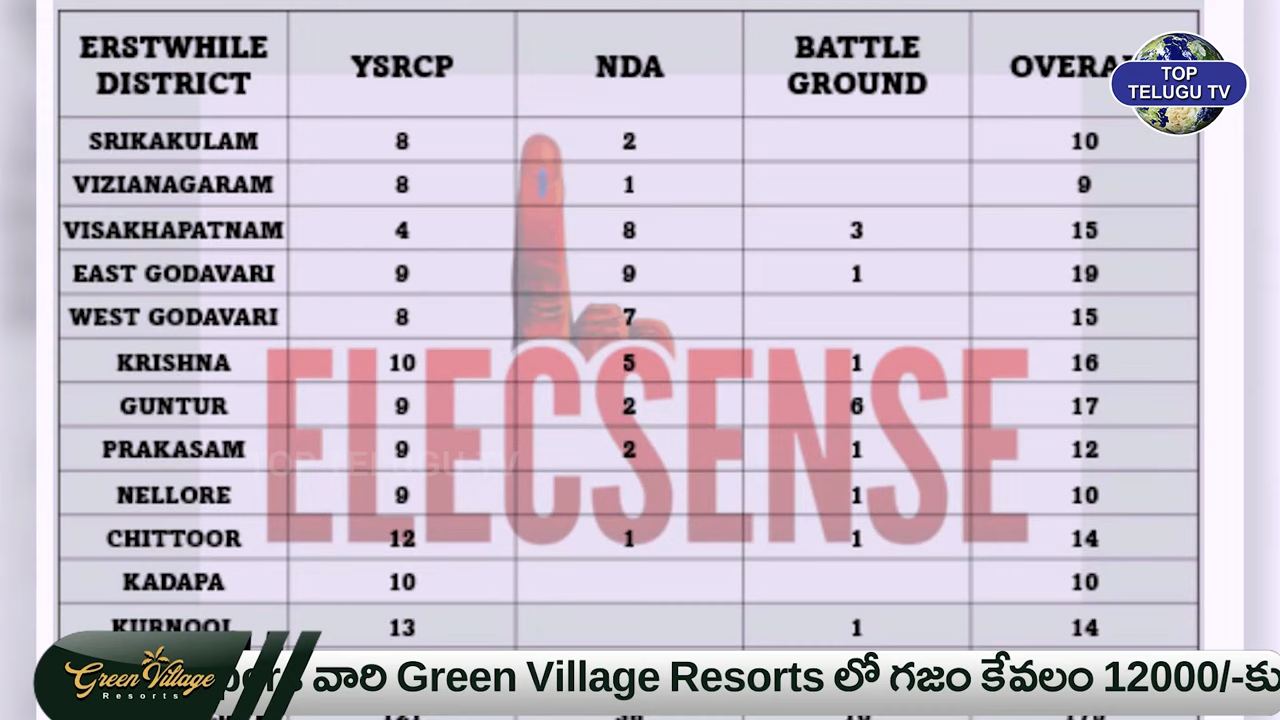 ERSTWHILE DISTRICT YSRCP NDA BATTLE GROUND
SRIKAKULAM 8 2 10
VIZIANAGARAM 8 1 9
VISAKHAPATNAM 4 8 3 15
EAST GODAVARI 9 9 1 19
WEST GODAVARI 8 7 15
KRISHNA 10 5 1 16
GUNTUR 9 2 6 17
PRAKASAM 9 2 1 12
NELLORE 9 1 10
CHITTOOR 12 1 1 14
KADAPA 10 10
KURNOOL 13 1 14
ELECSENSE
TOP TELUGU TV
TOP
TELUGU TV
Green Village
Resorts
వారి Green Village Resorts లో గజం కేవలం 12000/-కు